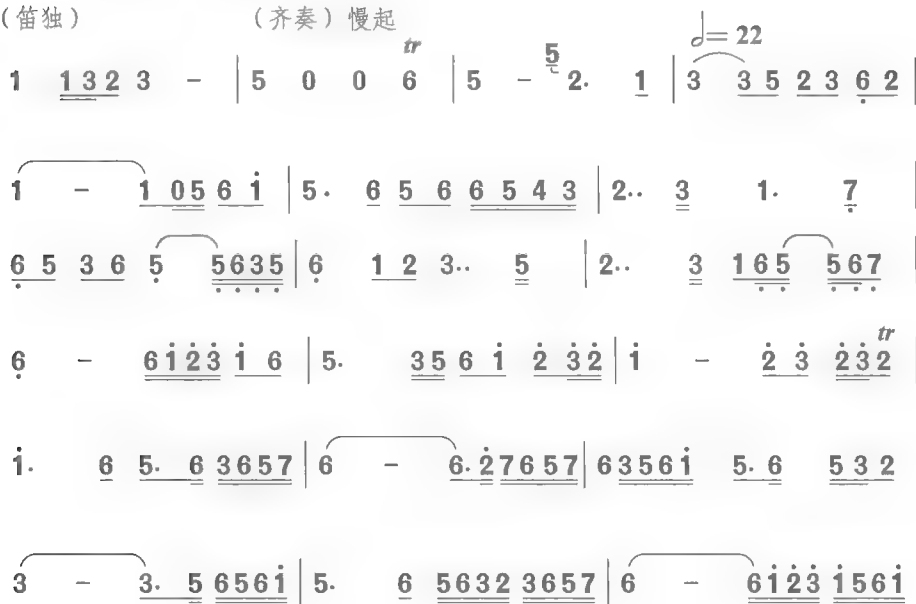 (笛独) (齐奏) 慢起
tr 5 ♩= 22
1 1 3 2 3 - | 5 0 0 6 | 5 - 2. 1 | 3 3 5 2 3 6 2 |
1 - 1 0 5 6 1 | 5. 6 5 6 6 5 4 3 | 2.. 3 1. 7 |
6 5 3 6 5 5 6 3 5 | 6 1 2 3.. 5 | 2.. 3 1 6 5 5 6 7 |
tr
6 - 6 1 2 3 1 6 | 5. 3 5 6 1 2 3 2 | 1 - 2 3 2 3 2 |
1. 6 5. 6 3 6 5 7 | 6 - 6. 2 7 6 5 7 | 6 3 5 6 1 5. 6 5 3 2
3 - 3. 5 6 5 6 1 | 5. 6 5 6 3 2 3 6 5 7 | 6 - 6 1 2 3 1 5 6 1